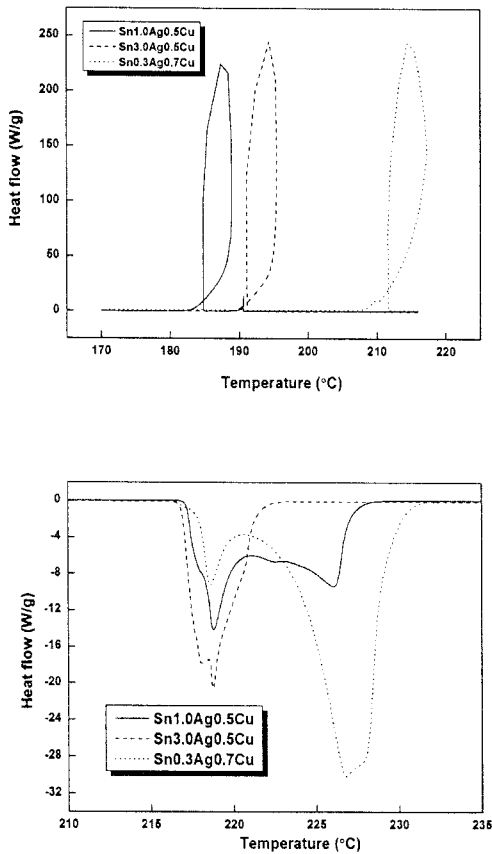 Sn1.0Ag0.5Cu
Sn3.0Ag0.5Cu
Sn0.3Ag0.7Cu
Heat flow (W/g)
250
200
150
100
50
0
170 180 190 200 210 220
Temperature (°C)
Heat flow (W/g)
0
-4
-8
-12
-16
-20
-24
-28
-32
Sn1.0Ag0.5Cu
Sn3.0Ag0.5Cu
Sn0.3Ag0.7Cu
210 215 220 225 230 235
Temperature (°C)